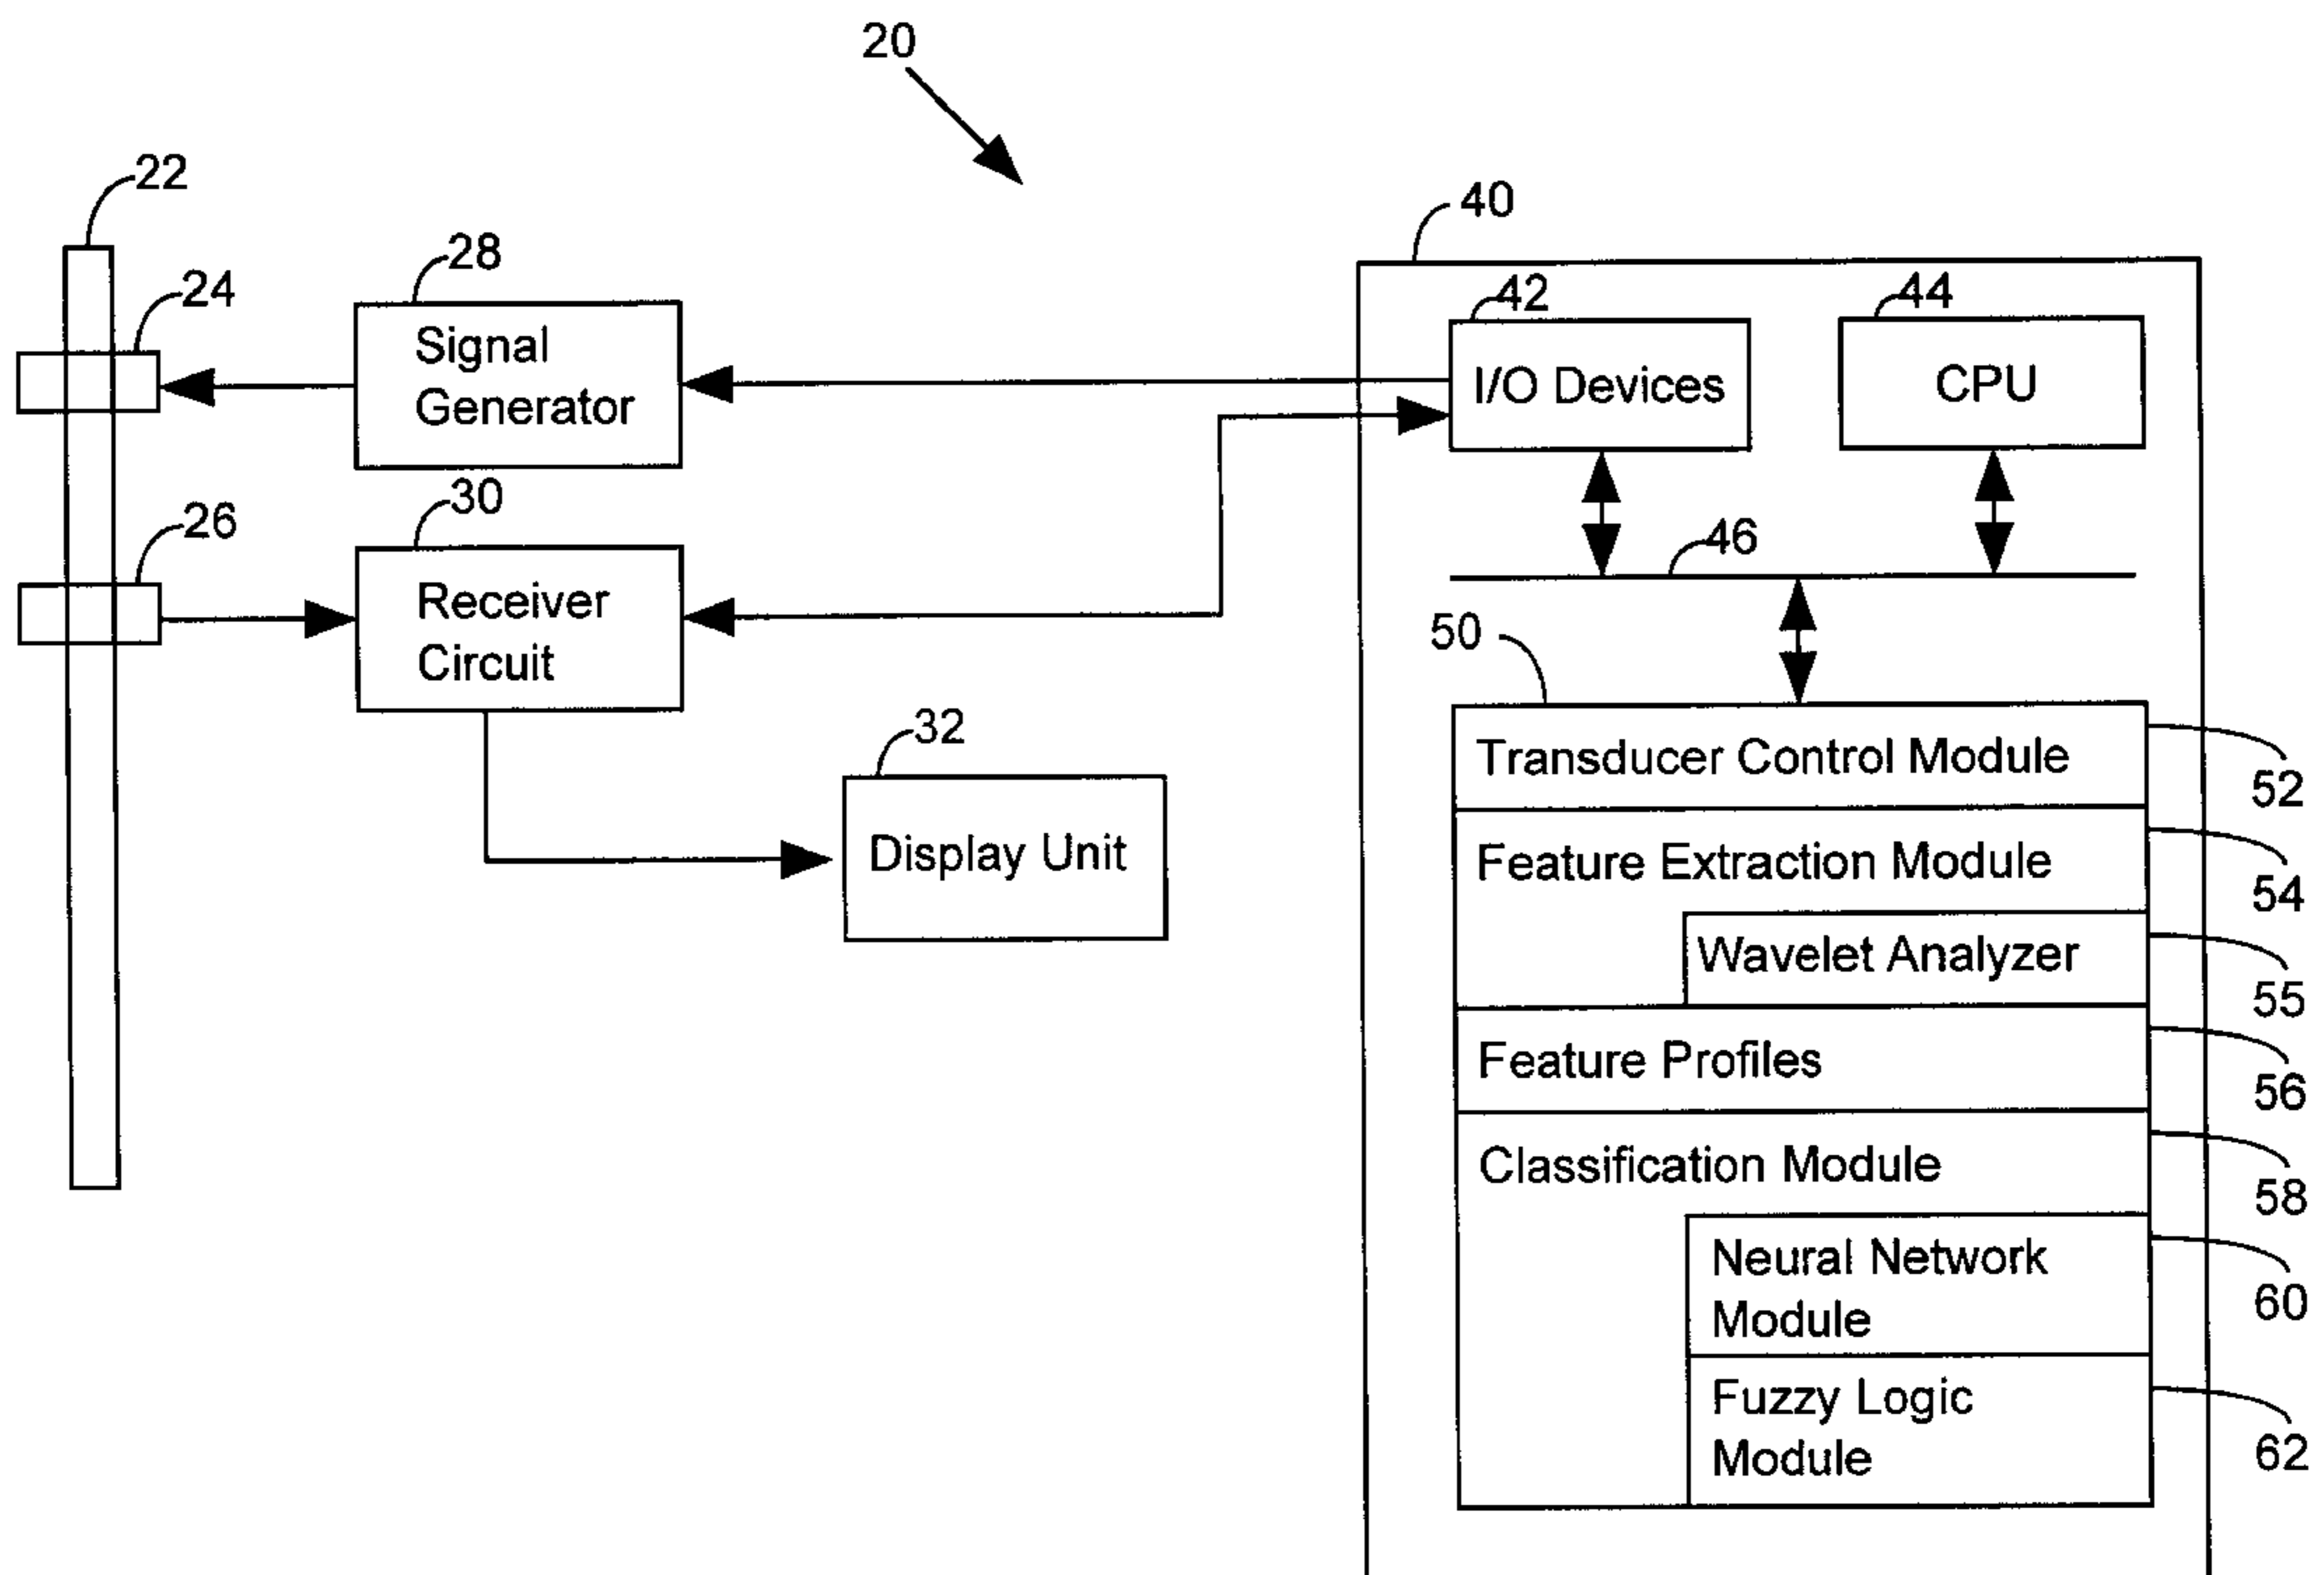 20
22
24
26
28
Signal
Generator
30
Receiver
Circuit
32
Display Unit
40
42
I/O Devices
44
CPU
46
50
Transducer Control Module
52
Feature Extraction Module
54
Wavelet Analyzer
55
Feature Profiles
56
Classification Module
58
Neural Network
Module
60
Fuzzy Logic
Module
62